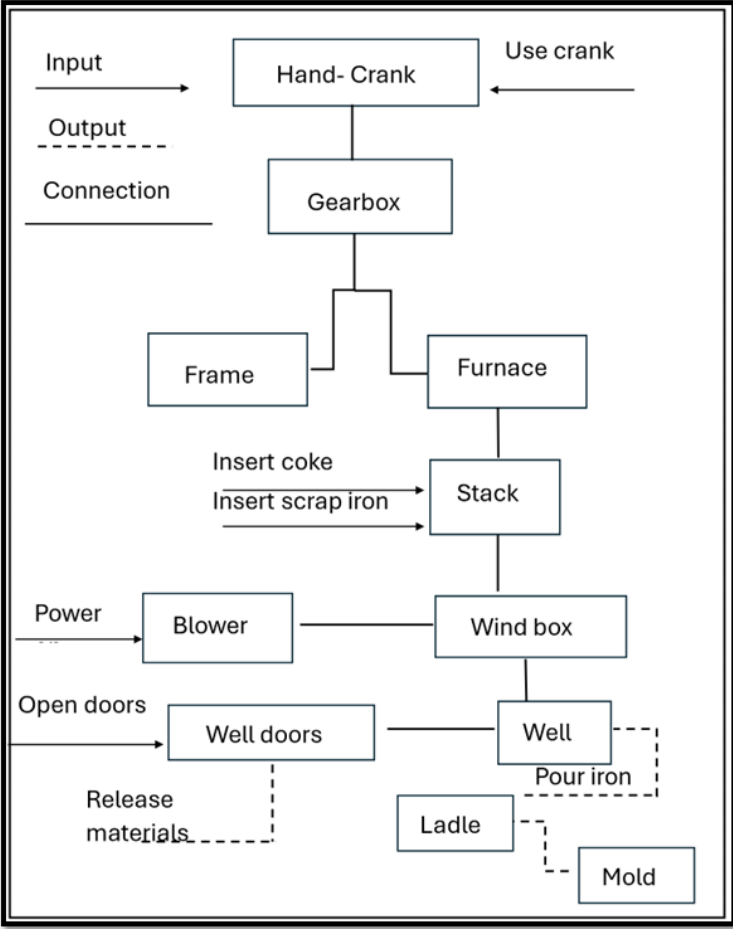 Input
Use crank
Hand- Crank
Output
Connection
Gearbox
Frame
Furnace
Insert coke
Insert scrap iron
Stack
Power
Blower
Wind box
Open doors
Well doors
Well
Pour iron
Release
materials
Ladle
Mold